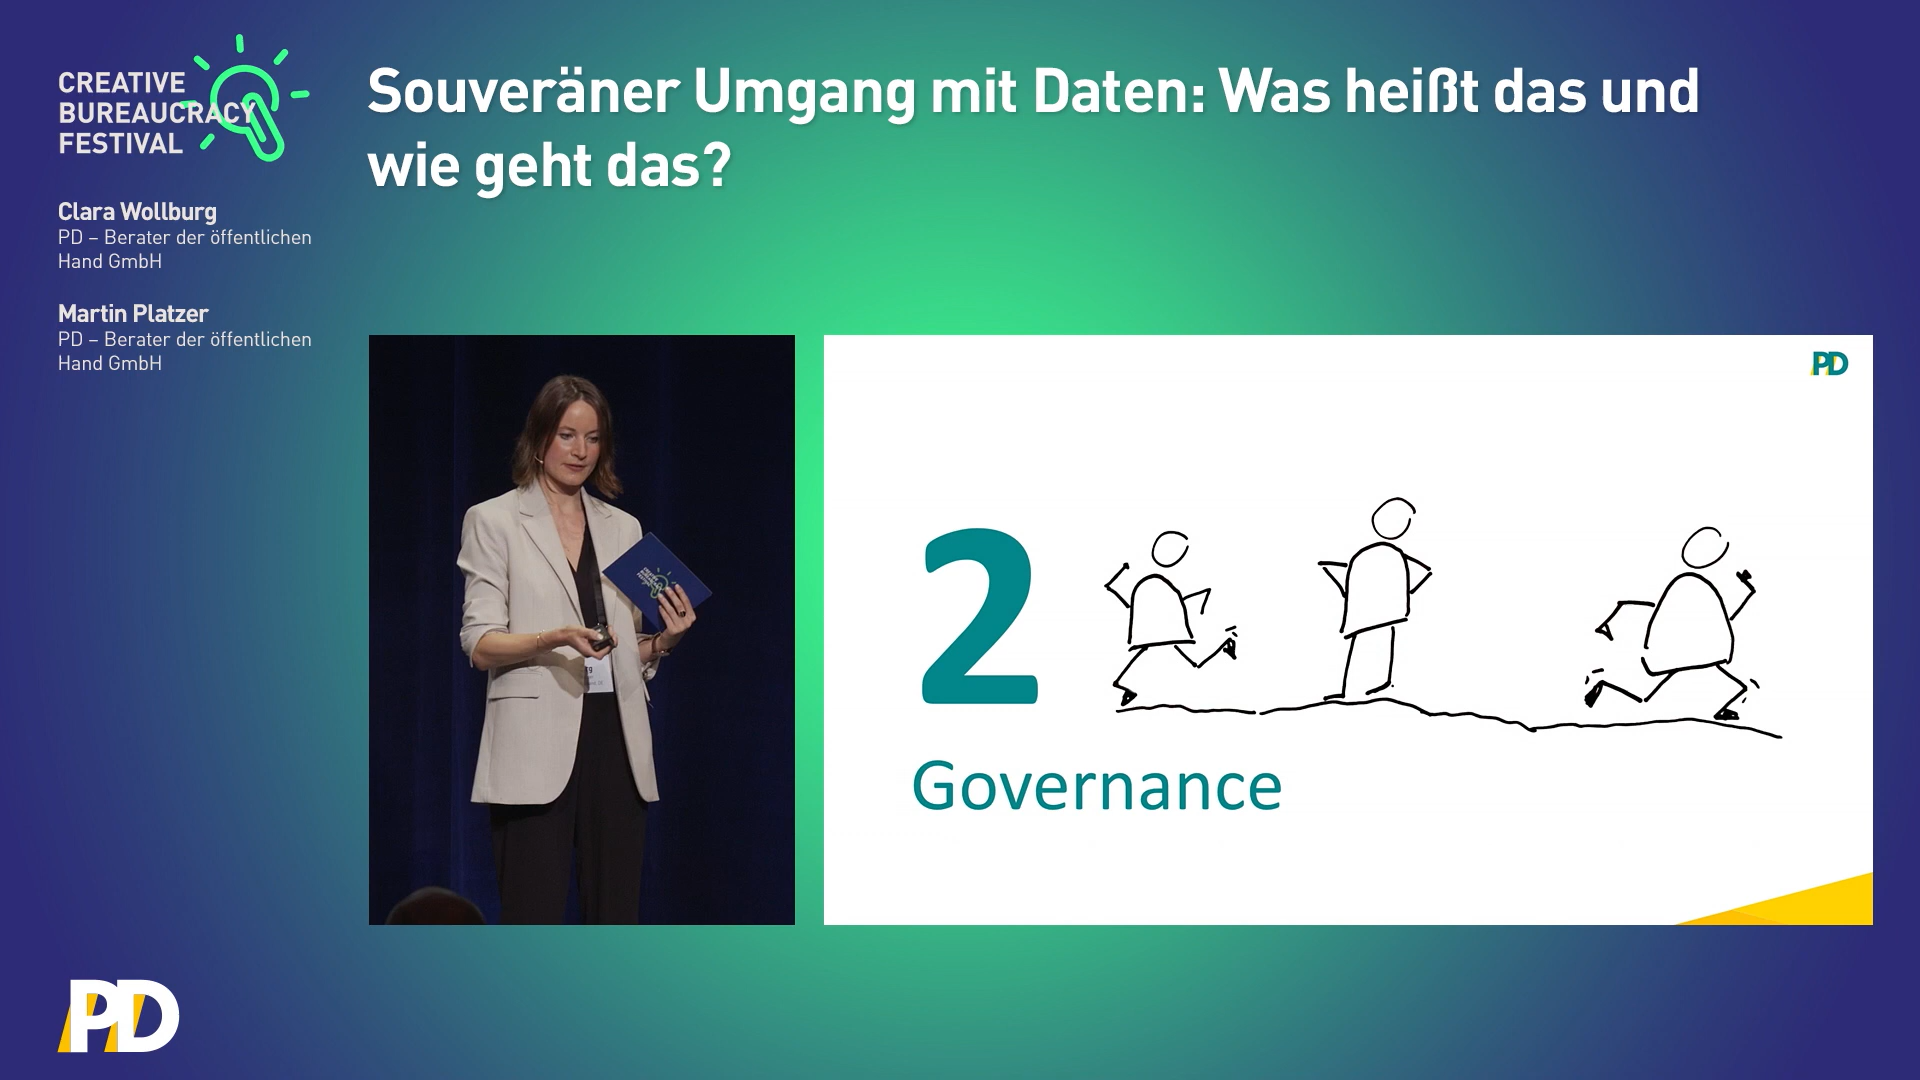 CREATIVE
BUREAUCRACY
FESTIVAL
Souveräner Umgang mit Daten: Was heißt das und
wie geht das?
Clara Wollburg
PD – Berater der öffentlichen
Hand GmbH
Martin Platzer
PD – Berater der öffentlichen
Hand GmbH
PD
2
Governance
PD